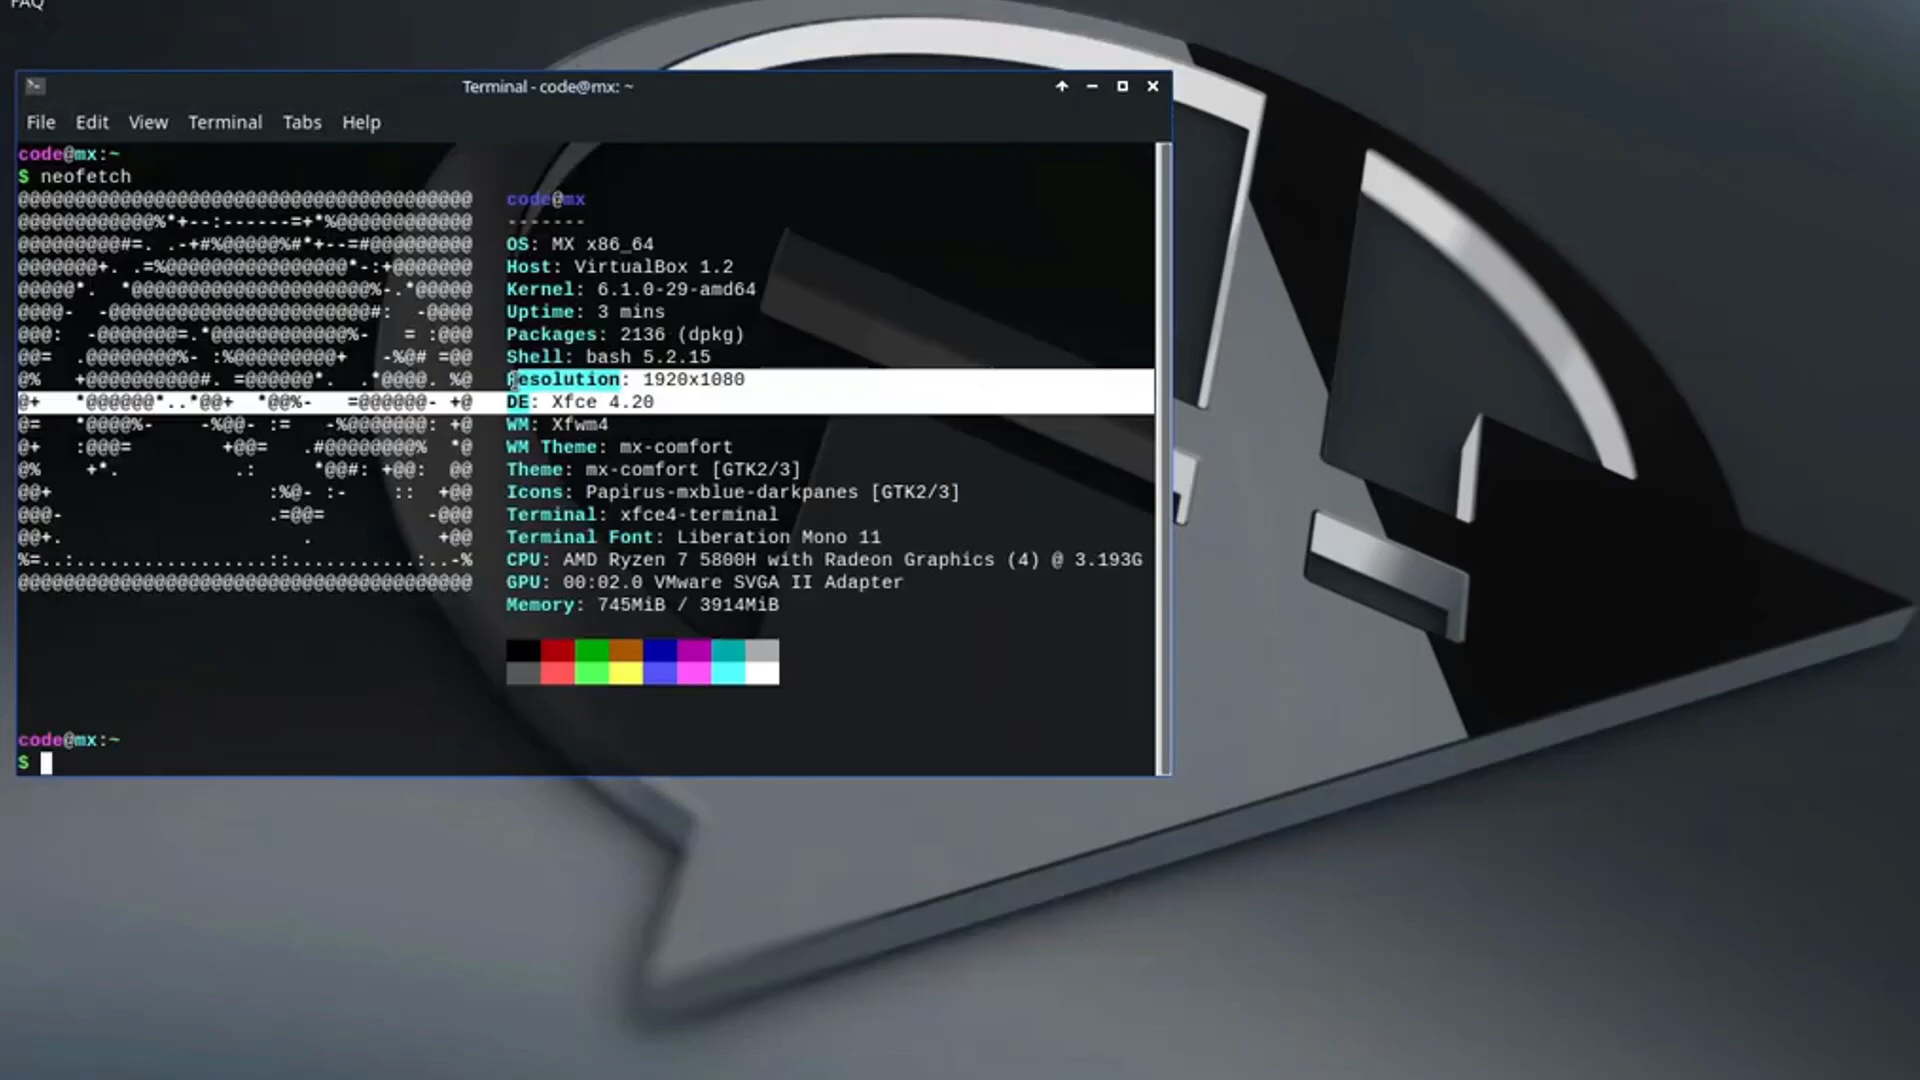 FAQ
Terminal - code@mx: ~
File Edit View Terminal Tabs Help
code@mx:~
$ neofetch
@@@@@@@@@@@@@@@@@@@@@@@@@@@@@@@@@@@@@@@@ code@mx
@@@@@@@@@@@@%*+--:------=+*%@@@@@@@@@@@@ -------
@@@@@@@@@#=. .-+#%@@@@@%#*+--=#@@@@@@@@@ OS: MX x86_64
@@@@@@@+. .=%@@@@@@@@@@@@@@@@*-:+@@@@@@@ Host: VirtualBox 1.2
@@@@@*.  *@@@@@@@@@@@@@@@@@@@@@%-.*@@@@@ Kernel: 6.1.0-29-amd64
@@@@-  -@@@@@@@@@@@@@@@@@@@@@@@#:  -@@@@ Uptime: 3 mins
@@@:  -@@@@@@@=.*@@@@@@@@@@@@%-   = :@@@ Packages: 2136 (dpkg)
@@=  .@@@@@@@@%- :%@@@@@@@@@+   -%@# =@@ Shell: bash 5.2.15
@%   +@@@@@@@@@@#. =@@@@@@*.  .*@@@@. %@ Resolution: 1920x1080
@+   *@@@@@@*..*@@+  *@@%-   =@@@@@@- +@ DE: Xfce 4.20
@=   *@@@@%-    -%@@- :=   -%@@@@@@@: +@ WM: Xfwm4
@+   :@@@=        +@@=   .#@@@@@@@@%  *@ WM Theme: mx-comfort
@%    +*.          .:     *@@#: +@@:  @@ Theme: mx-comfort [GTK2/3]
@@+                   :%@- :-    ::  +@@ Icons: Papirus-mxblue-darkpanes [GTK2/3]
@@@-                  .=@@=         -@@@ Terminal: xfce4-terminal
@@+.                     .           +@@ Terminal Font: Liberation Mono 11
%=..:.................::...........:..-% CPU: AMD Ryzen 7 5800H with Radeon Graphics (4) @ 3.193G
@@@@@@@@@@@@@@@@@@@@@@@@@@@@@@@@@@@@@@@@ GPU: 00:02.0 VMware SVGA II Adapter
Memory: 745MiB / 3914MiB
code@mx:~
$